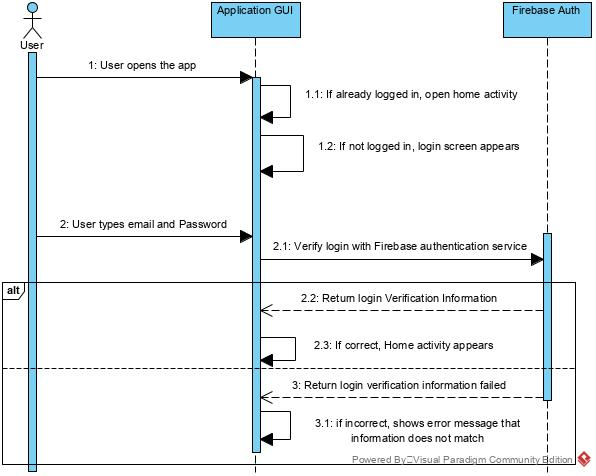 Application GUI
Firebase Auth
User
1: User opens the app
1.1: If already logged in, open home activity
1.2: If not logged in, login screen appears
2: User types email and Password
2.1: Verify login with Firebase authentication service
alt
2.2: Return login Verification Information
2.3: If correct, Home activity appears
3: Return login verification information failed
3.1: if incorrect, shows error message that
information does not match
Powered By Visual Paradigm Community Edition